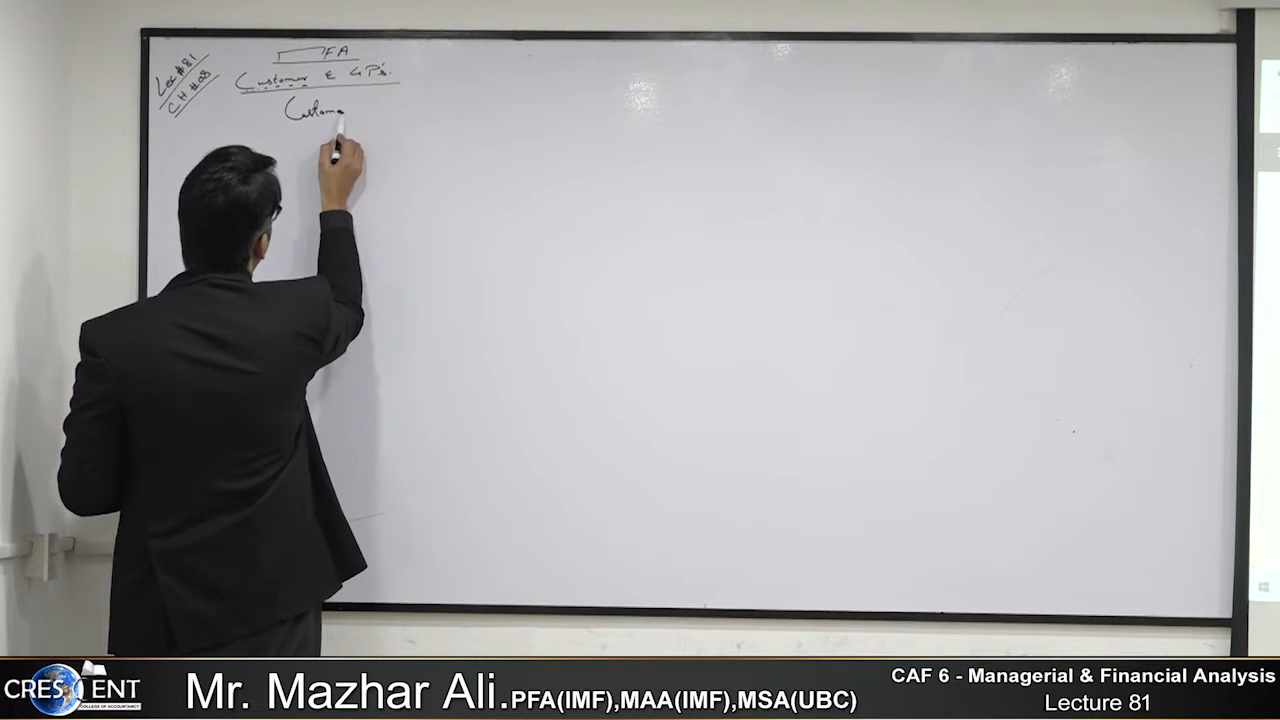 Lec # 81
CH # 08
FA
Customer & GP's.
Custome
CRESCENT
COLLEGE OF ACCOUNTANCY
Mr. Mazhar Ali.PFA(IMF),MAA(IMF),MSA(UBC)
CAF 6 - Managerial & Financial Analysis
Lecture 81